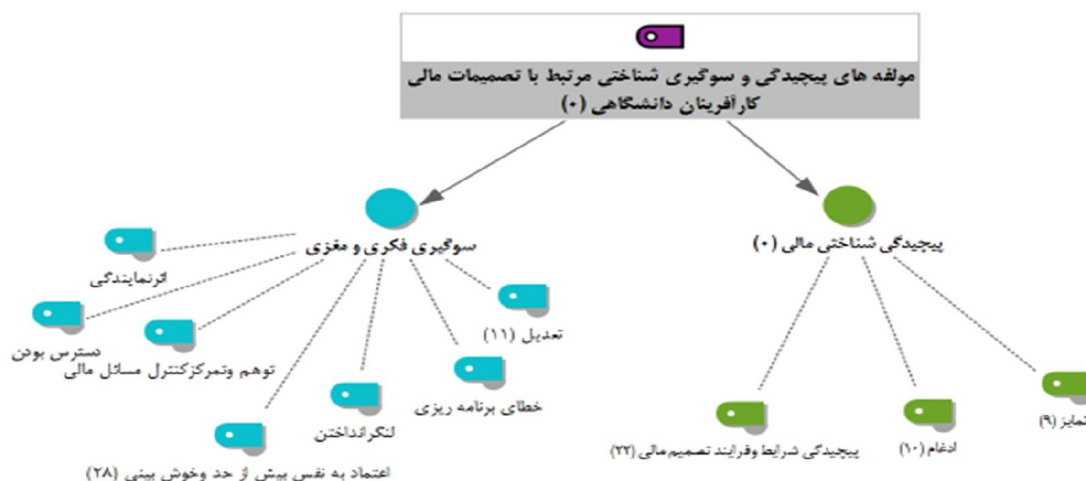 مولفه های پیچیدگی و سوگیری شناختی مرتبط با تصمیمات مالی
کارآفرینان دانشگاهی (۰)
پیچیدگی شناختی مالی (۰)
سوگیری فکری و مغزی
اثرنمایندگی
دسترس بودن
توهم وتمرکزکنترل مسائل مالی
تعدیل (۱۱)
خطای برنامه ریزی
لنگرانداختن
اعتماد به نفس بیش از حد وخوش بینی (۲۸)
تمایز (۹)
ادغام (۱۰)
پیچیدگی شرایط وفرایند تصمیم مالی (۲۲)